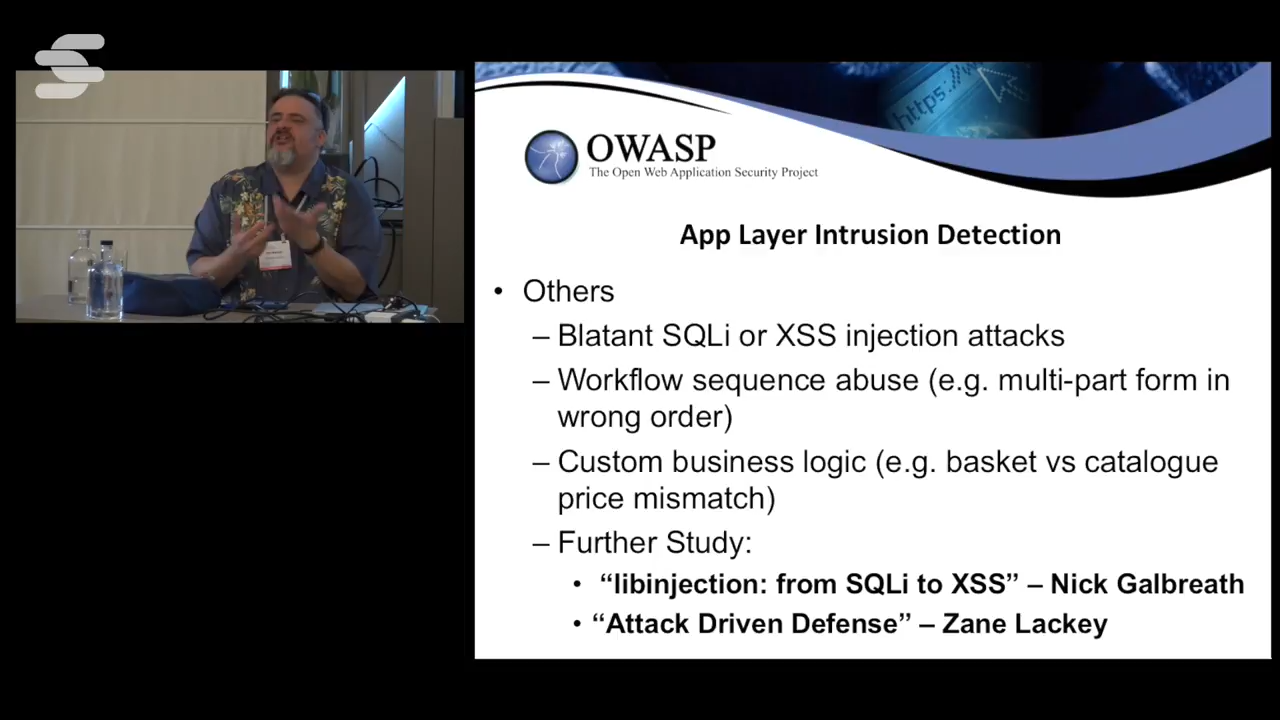 https://w
OWASP
The Open Web Application Security Project
App Layer Intrusion Detection
• Others
– Blatant SQLi or XSS injection attacks
– Workflow sequence abuse (e.g. multi-part form in
wrong order)
– Custom business logic (e.g. basket vs catalogue
price mismatch)
– Further Study:
• “libinjection: from SQLi to XSS” – Nick Galbreath
• “Attack Driven Defense” – Zane Lackey